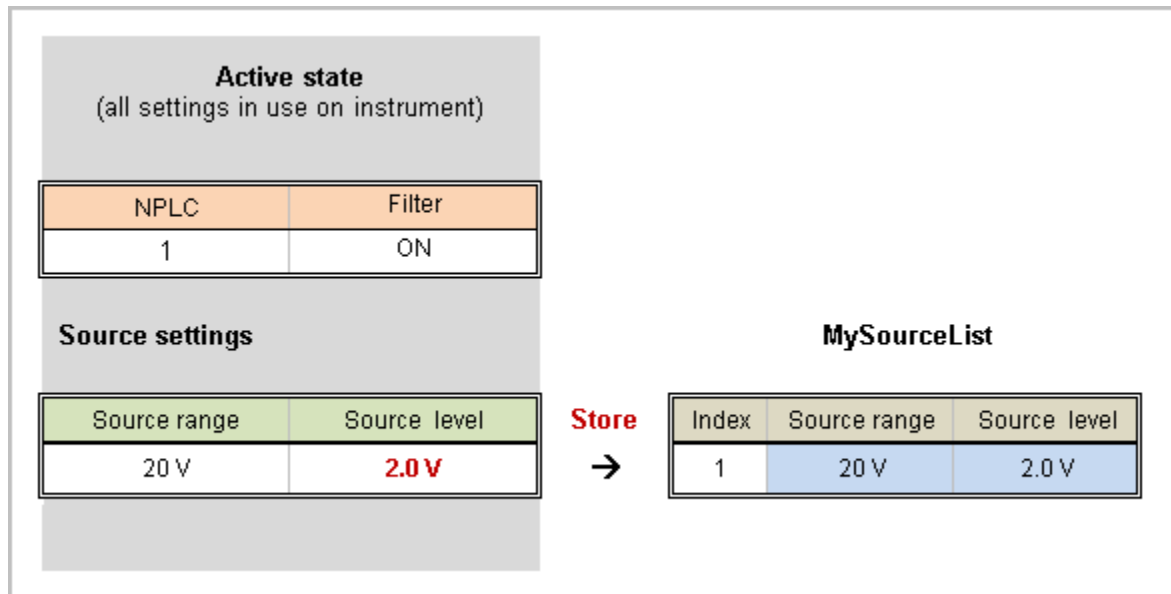 Active state
(all settings in use on instrument)
NPLC Filter
1 ON
Source settings MySourceList
Source range Source level Store Index Source range Source level
20 V 2.0 V → 1 20 V 2.0 V